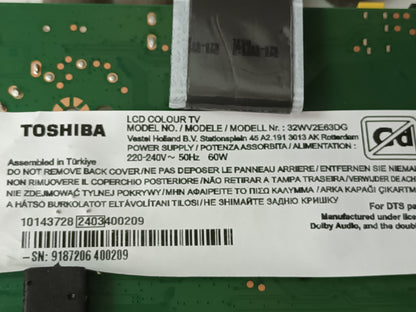 TOSHIBA
LCD COLOUR TV
MODEL NO. / MODELE / MODELL Nr. : 32WV2E63DG
Vestel Holland B.V. Stationsplein 45 A2.191 3013 AK Rotterdam
POWER SUPPLY / POTENZA ASSORBITA / ALIMENTATION :
220-240V~ 50Hz 60W
Assembled in Türkiye
DO NOT REMOVE BACK COVER/NE PAS DEPOSER LE PANNEAU ARRIERE/ ENTFERNEN SIE NI
NON RIMUOVERE IL COPERCHIO POSTERIORE/NÃO RETIRAR A TAMPA TRASEIRA/VERWIJDER DE ACH
NIE ZDEJMOWAĆ TYLNEJ POKRYWY/ ΜΗΝ ΑΦΑΙΡΕΙΤΕ ΤΟ ΠΙΣΩ ΚΑΛΥΜΜΑ / ARKA KAPAĞI ÇIKARTM
A HÁTSÓ BURKOLATOT ELTÁVOLÍTANI TILOS/ НЕ ЗНІМАЙТЕ ЗАДНЮ КРИШКУ
10143728 2403400209
For DTS pa
Manufactured under lice
Dolby Audio, and the doub
SN: 9187206 400209